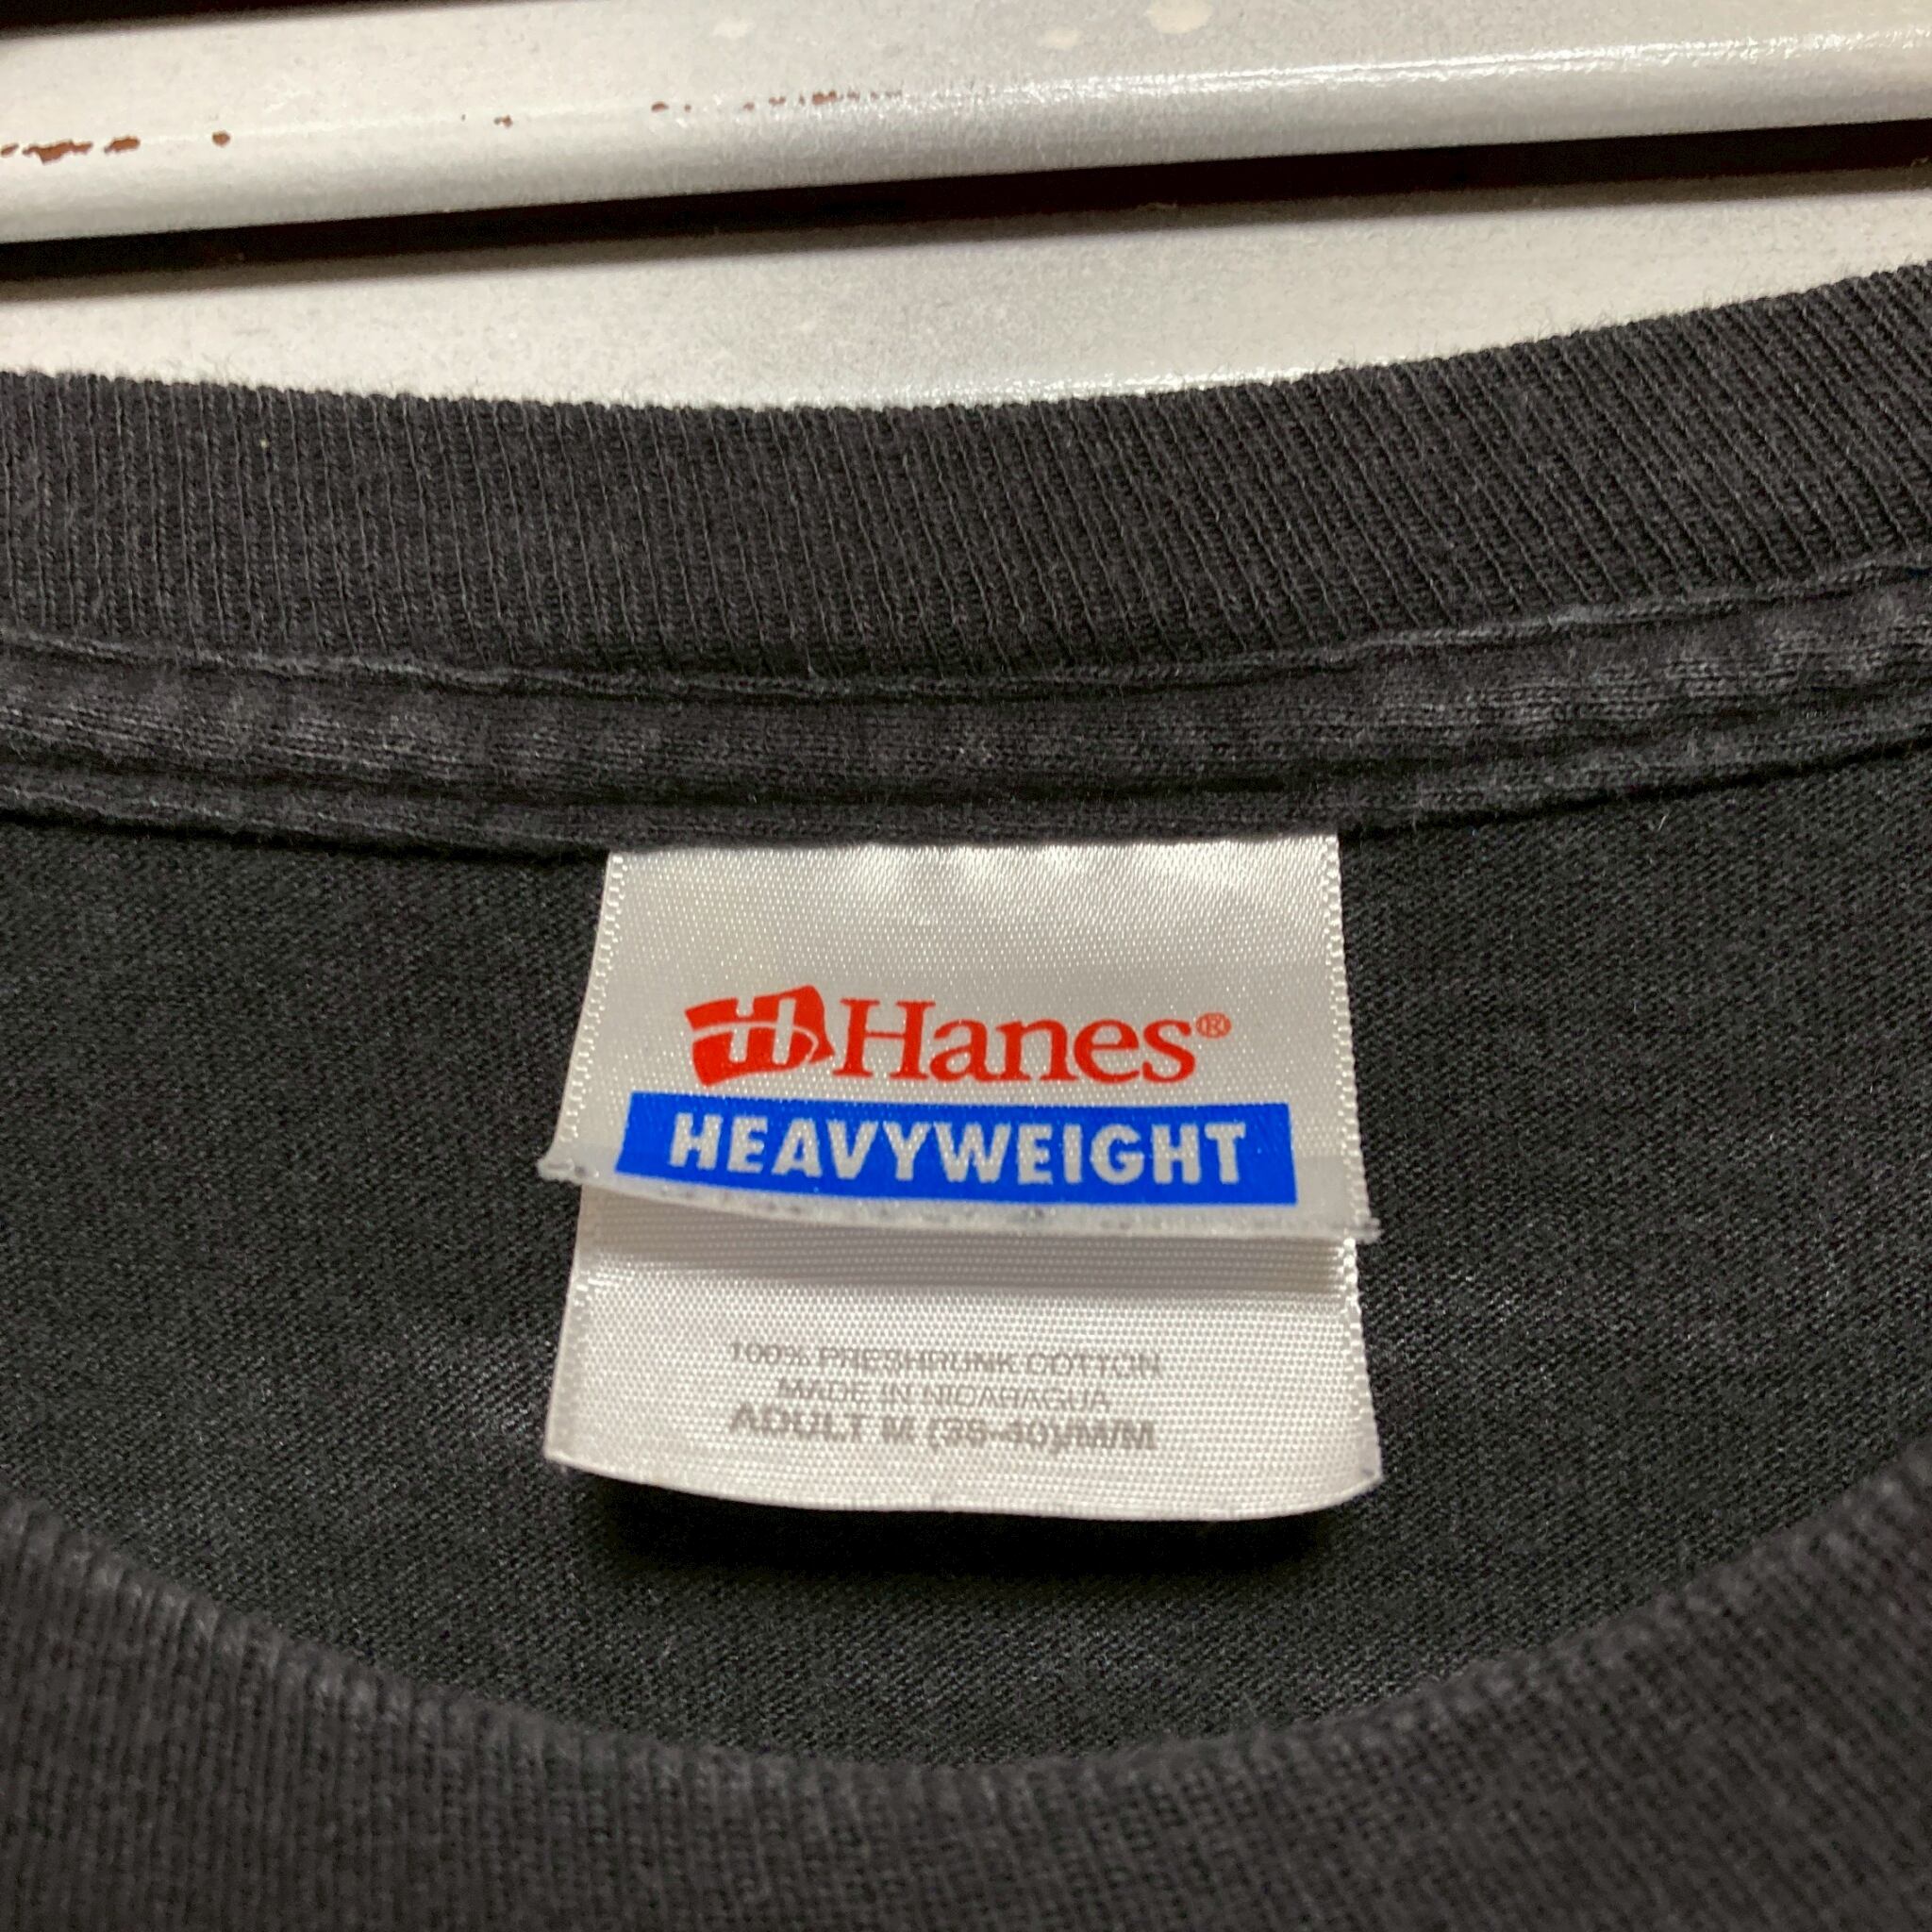 H Hanes®
HEAVYWEIGHT
100% PRESHRUNK COTTON
MADE IN NICARAGUA
ADULT M (38-40)/M/M